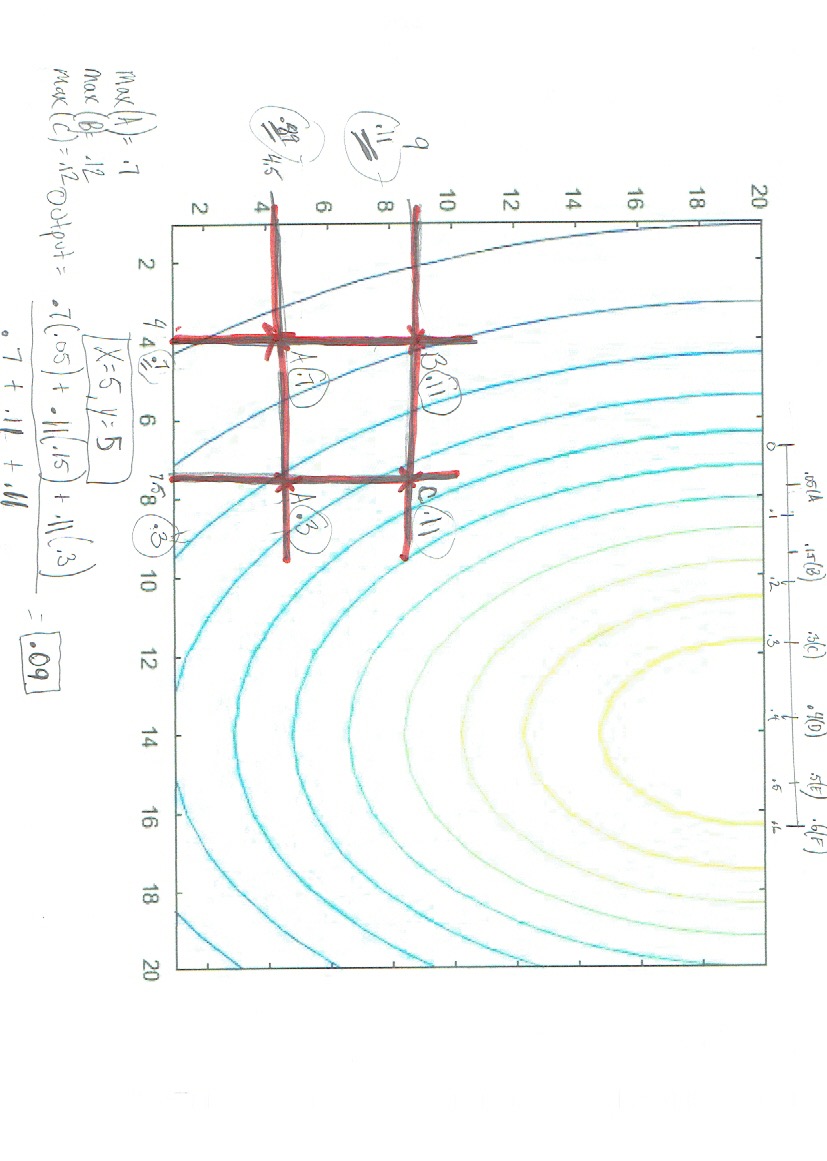 20
18
16
14
12
10
8
6
4
2
2
4
6
8
10
12
14
16
18
20
9
.11
4.5
4
7.5
.3
A .7
B .11
A .3
C .11
0
.1
.2
.3
.4
.05(A
.15(B)
.3(C)
.4(D)
.5(E)
.6(F)
max(A) = .7
max(B = .12
max(C) = .12
X=5, y=5
Output = .7(.05) + .11(.15) + .11(.3)
.7 + .11 + .11
= .09